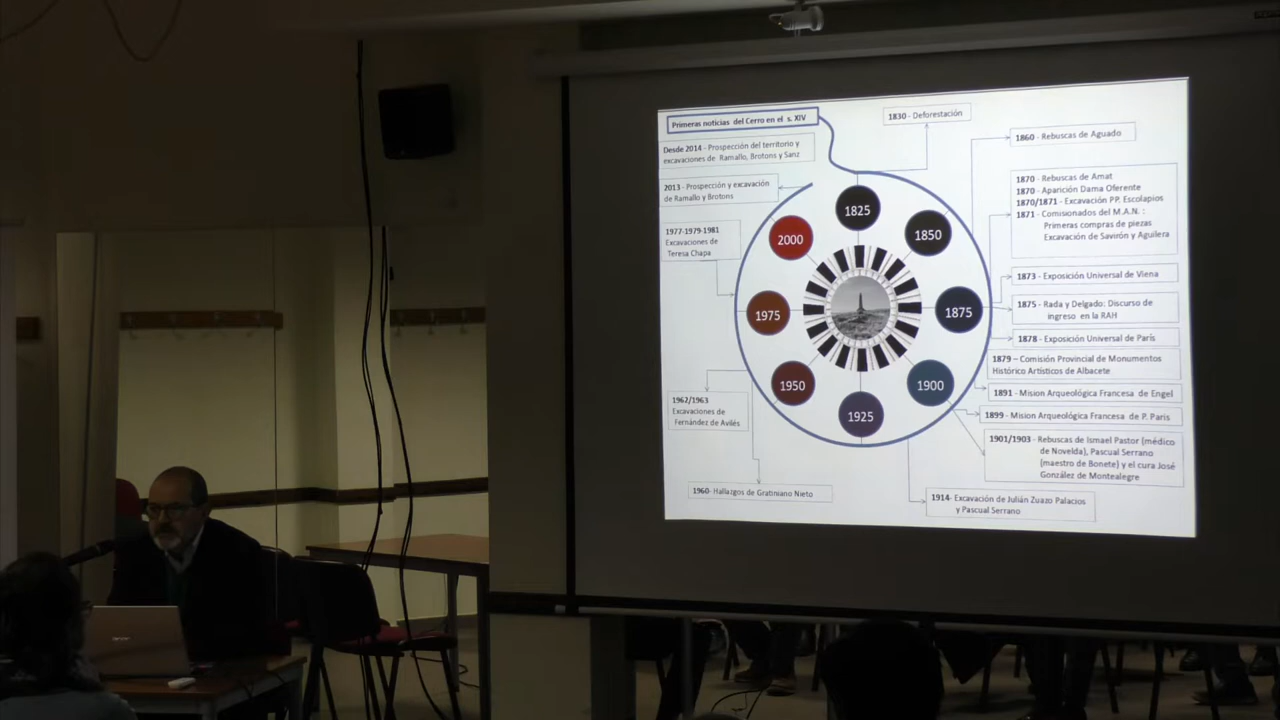 Primeras noticias del Cerro en el s. XIV
Desde 2014 - Prospección del territorio y
excavaciones de Ramallo, Brotons y Sanz
2013 - Prospección y excavación
de Ramallo y Brotons
1977-1979-1981
Excavaciones de
Teresa Chapa
1962/1963
Excavaciones de
Fernández de Avilés
1960- Hallazgos de Gratiniano Nieto
1825
1850
1875
1900
1925
1950
1975
2000
1830 - Deforestación
1860 - Rebuscas de Aguado
1870 - Rebuscas de Amat
1870 - Aparición Dama Oferente
1870/1871 - Excavación PP. Escolapios
1871 - Comisionados del M.A.N. :
Primeras compras de piezas
Excavación de Savirón y Aguilera
1873 - Exposición Universal de Viena
1875 - Rada y Delgado: Discurso de
ingreso en la RAH
1878 - Exposición Universal de París
1879 – Comisión Provincial de Monumentos
Histórico Artísticos de Albacete
1891 - Mision Arqueológica Francesa de Engel
1899 - Mision Arqueológica Francesa de P. Paris
1901/1903 - Rebuscas de Ismael Pastor (médico
de Novelda), Pascual Serrano
(maestro de Bonete) y el cura José
González de Montealegre
1914- Excavación de Julián Zuazo Palacios
y Pascual Serrano